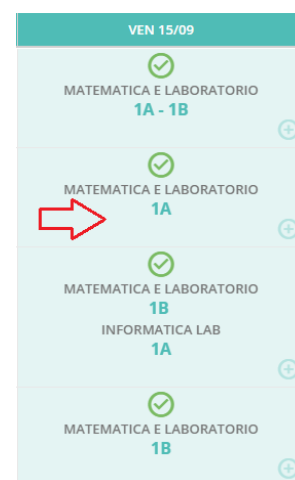 VEN 15/09
MATEMATICA E LABORATORIO
1A - 1B
MATEMATICA E LABORATORIO
1A
MATEMATICA E LABORATORIO
1B
INFORMATICA LAB
1A
MATEMATICA E LABORATORIO
1B